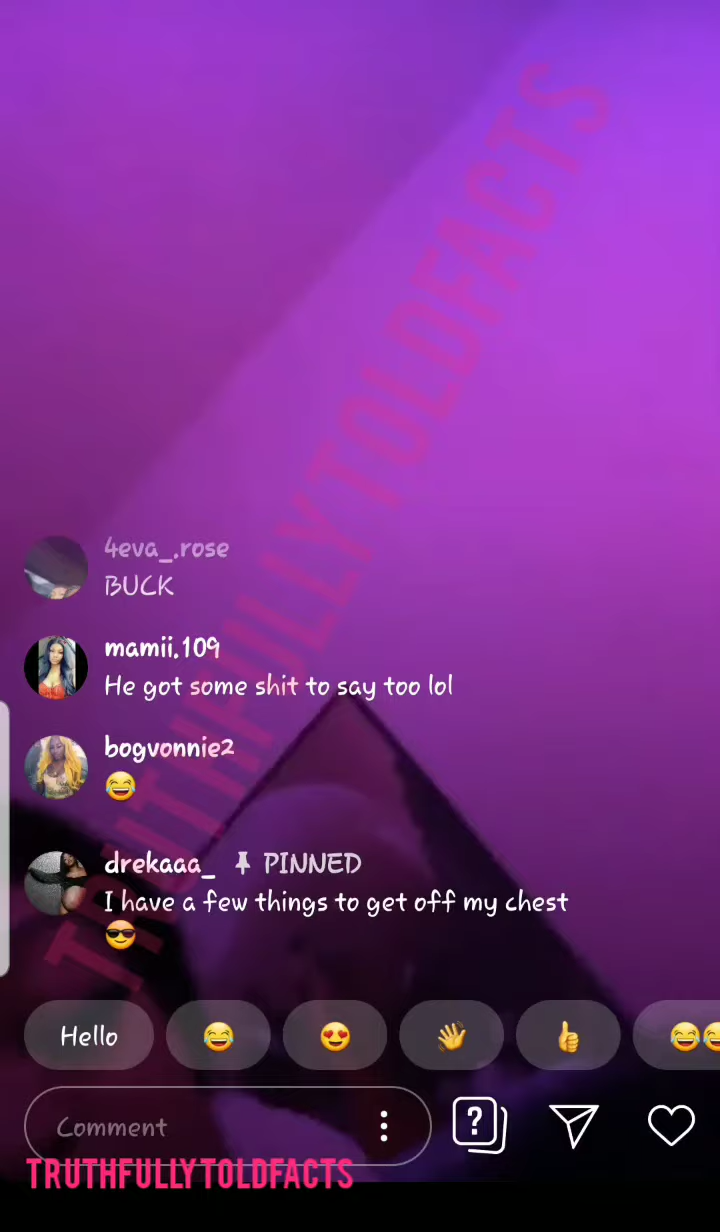 TRUTHFULLYTOLDFACTS
4eva_.rose
BUCK
mamii.109
He got some shit to say too lol
bogvonnie2
😂
drekaaa_ PINNED
I have a few things to get off my chest
😎
Hello 😂 😍 👋 👍 😂😂
Comment
?
TRUTHFULLYTOLDFACTS